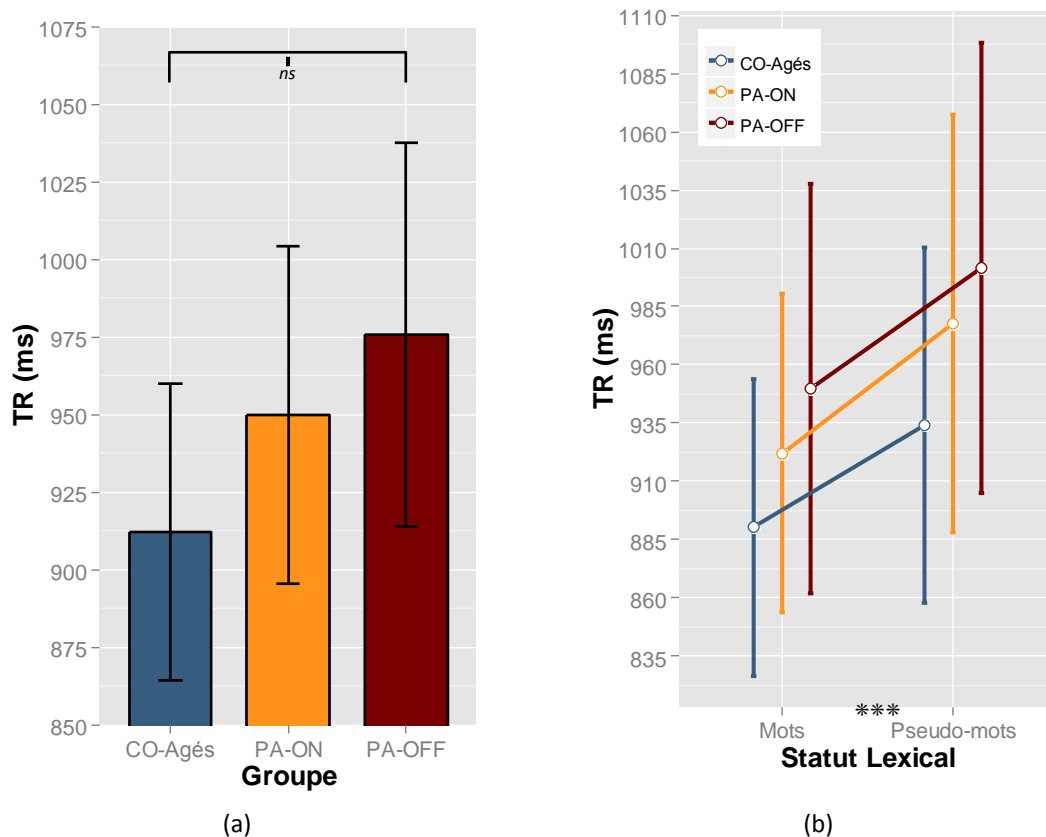 1075
1050
1025
1000
975
950
925
900
875
850
TR (ms)
ns
CO-Agés
PA-ON
PA-OFF
Groupe
(a)
1110
1085
1060
1035
1010
985
960
935
910
885
860
835
TR (ms)
CO-Agés
PA-ON
PA-OFF
***
Mots
Pseudo-mots
Statut Lexical
(b)